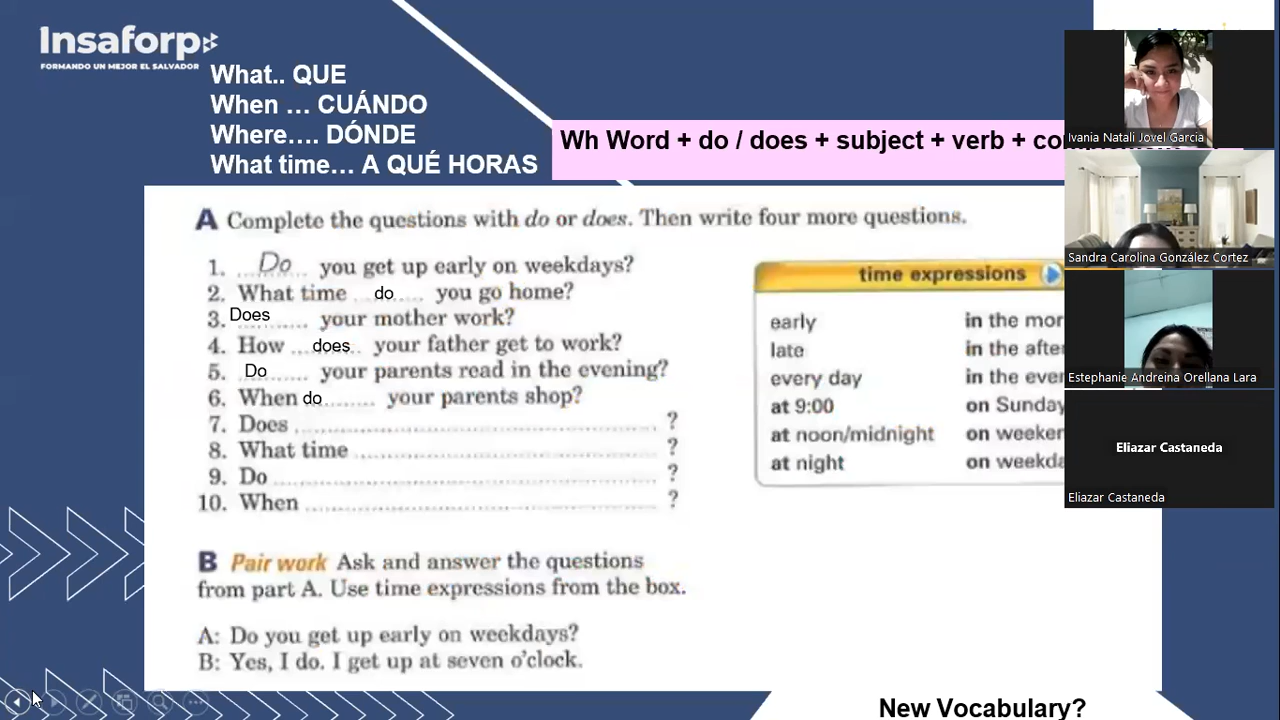 Insaforp
FORMANDO UN MEJOR EL SALVADOR
What.. QUE
When … CUÁNDO
Where…. DÓNDE
What time… A QUÉ HORAS
Wh Word + do / does + subject + verb +
A Complete the questions with do or does. Then write four more questions.
1. Do you get up early on weekdays?
2. What time do you go home?
3. Does your mother work?
4. How does your father get to work?
5. Do your parents read in the evening?
6. When do your parents shop?
7. Does ?
8. What time ?
9. Do ?
10. When ?
time expressions
early in the mor
late in the after
every day in the ever
at 9:00 on Sunday
at noon/midnight on weeken
at night on weekda
B Pair work Ask and answer the questions
from part A. Use time expressions from the box.
A: Do you get up early on weekdays?
B: Yes, I do. I get up at seven o'clock.
New Vocabulary?
Ivania Natali Jovel Garcia
Sandra Carolina González Cortez
Estephanie Andreina Orellana Lara
Eliazar Castaneda
Eliazar Castaneda